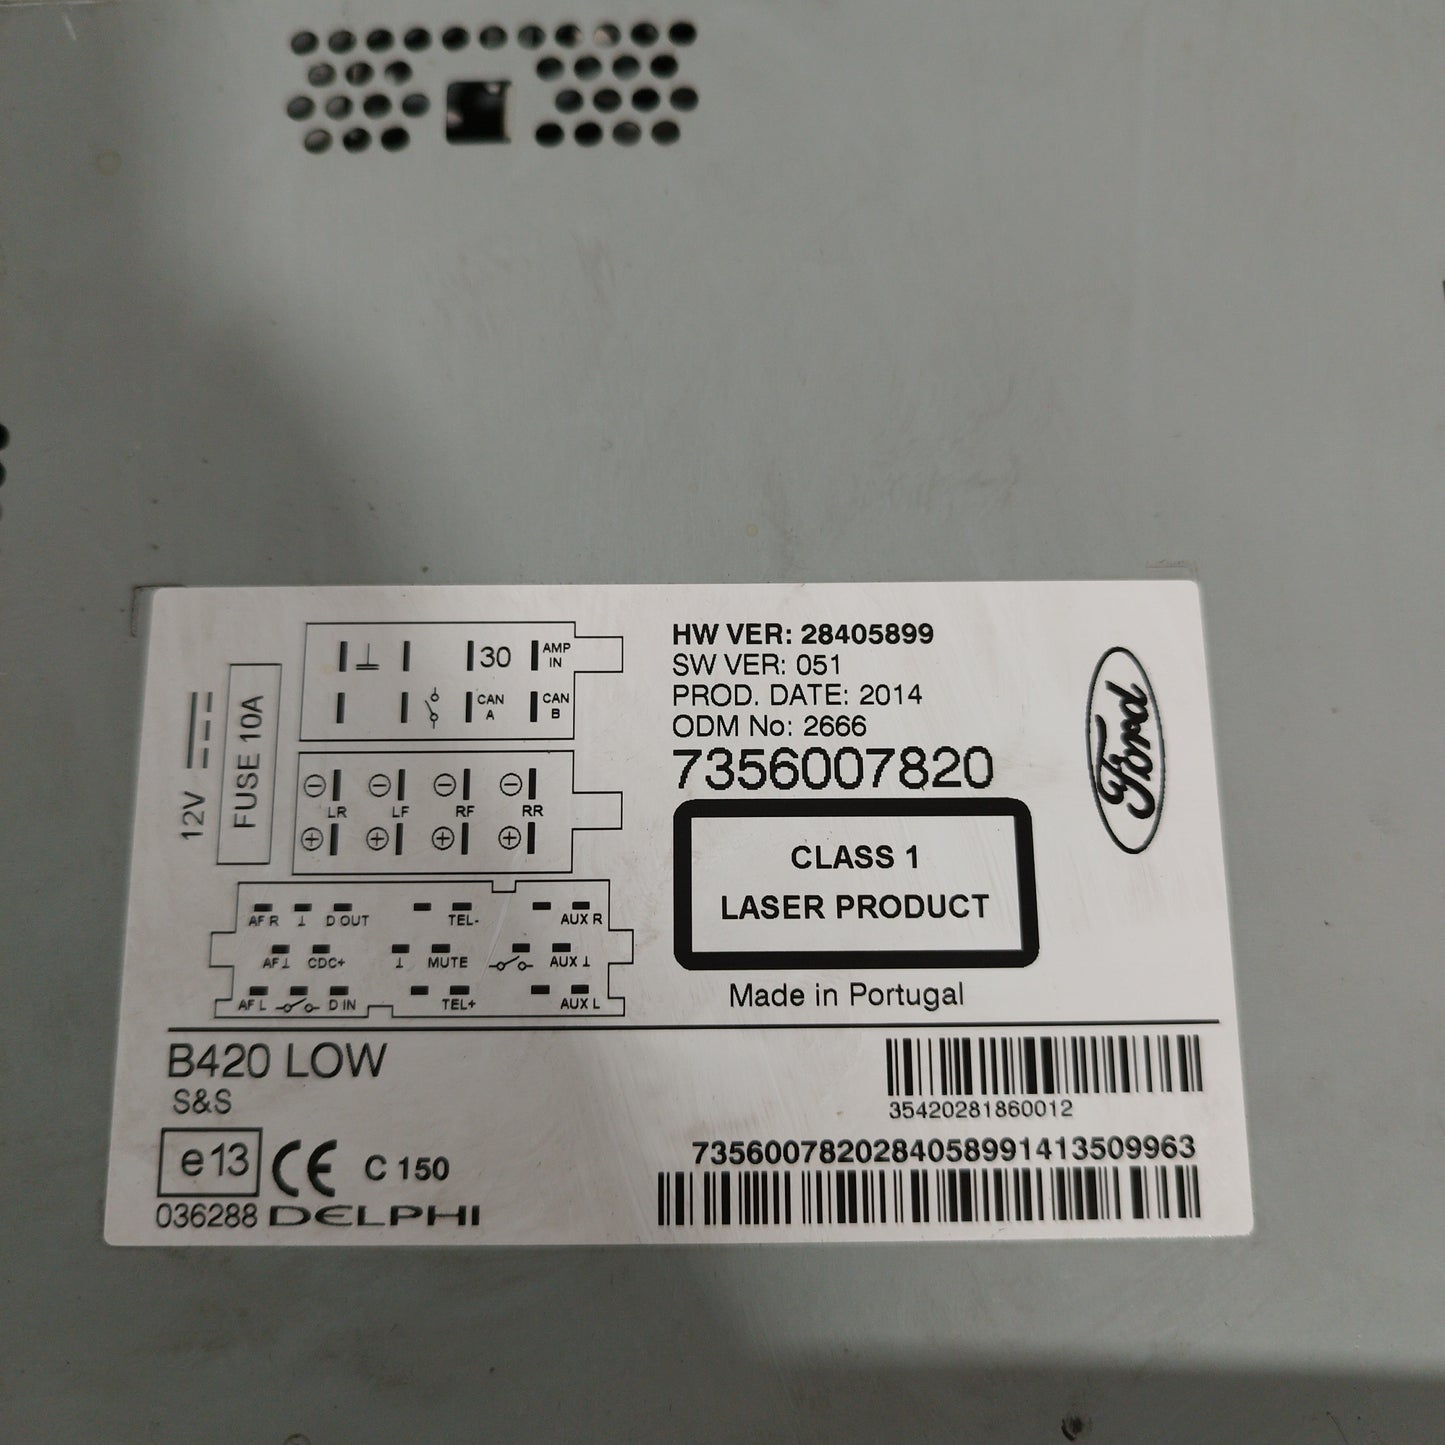 30
AMP
IN
CAN
A
CAN
B
12V
FUSE 10A
LR
LF
RF
RR
AF R
D OUT
TEL-
AUX R
AF
CDC+
MUTE
AUX
AF L
D IN
TEL+
AUX L
HW VER: 28405899
SW VER: 051
PROD. DATE: 2014
ODM No: 2666
7356007820
CLASS 1
LASER PRODUCT
Made in Portugal
Ford
B420 LOW
S&S
e13 CE C 150
036288 DELPHI
35420281860012
7356007820284058991413509963